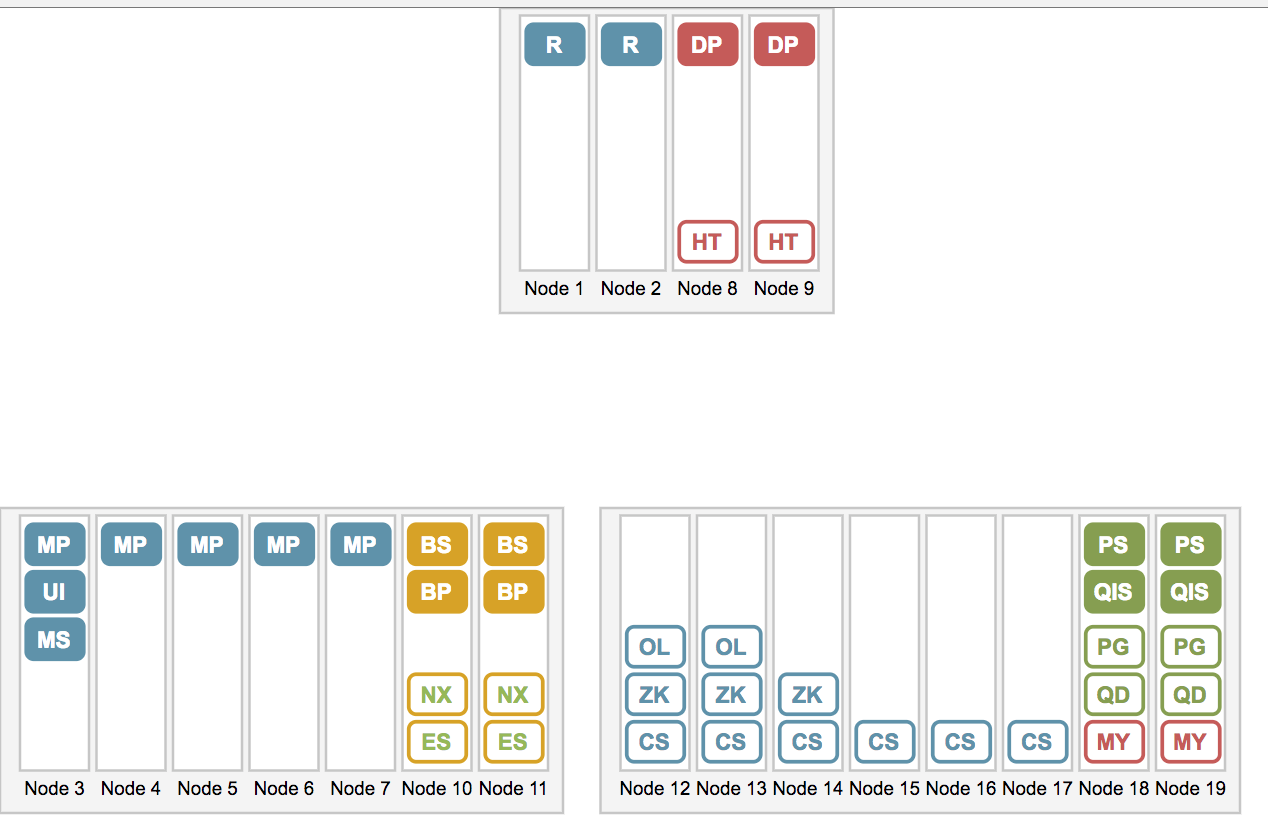 R R DP DP
HT HT
Node 1 Node 2 Node 8 Node 9
MP MP MP MP MP BS BS
UI BP BP
MS
NX NX
ES ES
Node 3 Node 4 Node 5 Node 6 Node 7 Node 10 Node 11
PS PS
QIS QIS
OL OL PG PG
ZK ZK ZK QD QD
CS CS CS CS CS CS MY MY
Node 12 Node 13 Node 14 Node 15 Node 16 Node 17 Node 18 Node 19